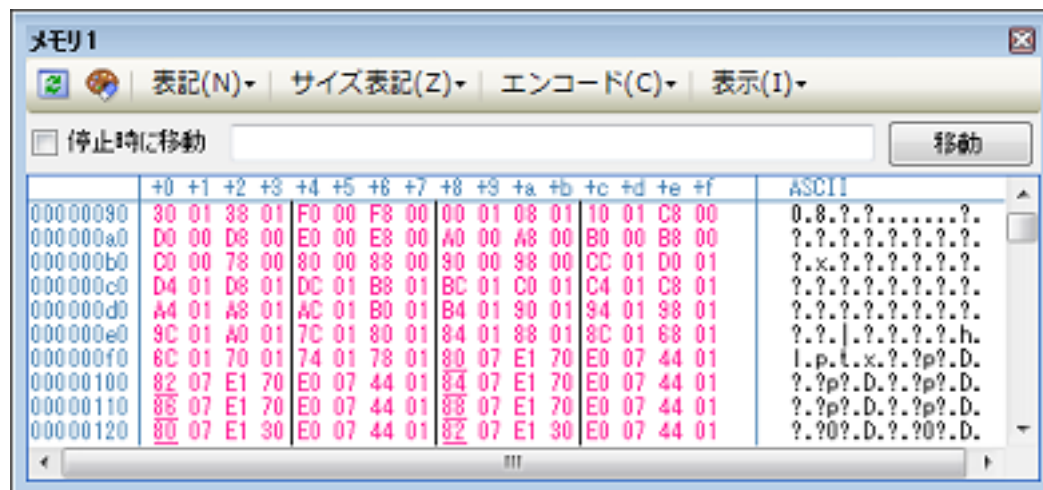 メモリ1
表記(N)▾ サイズ表記(Z)▾ エンコード(C)▾ 表示(I)▾
停止時に移動 移動
+0 +1 +2 +3 +4 +5 +6 +7 +8 +9 +a +b +c +d +e +f ASCII
00000090 30 01 38 01 F0 00 F8 00 00 01 08 01 10 01 C8 00 0.8.?.?.......?.
000000a0 D0 00 D8 00 E0 00 E8 00 A0 00 A8 00 B0 00 B8 00 ?.?.?.?.?.?.?.?.
000000b0 C0 00 78 00 80 00 88 00 90 00 98 00 CC 01 D0 01 ?.x.?.?.?.?.?.?.
000000c0 D4 01 D8 01 DC 01 B8 01 BC 01 C0 01 C4 01 C8 01 ?.?.?.?.?.?.?.?.
000000d0 A4 01 A8 01 AC 01 B0 01 B4 01 90 01 94 01 98 01 ?.?.?.?.?.?.?.?.
000000e0 9C 01 A0 01 7C 01 80 01 84 01 88 01 8C 01 68 01 ?.?.|.?.?.?.?.h.
000000f0 6C 01 70 01 74 01 78 01 80 07 E1 70 E0 07 44 01 l.p.t.x.?.?p?.D.
00000100 82 07 E1 70 E0 07 44 01 84 07 E1 70 E0 07 44 01 ?.?p?.D.?.?p?.D.
00000110 86 07 E1 70 E0 07 44 01 88 07 E1 70 E0 07 44 01 ?.?p?.D.?.?p?.D.
00000120 80 07 E1 30 E0 07 44 01 82 07 E1 30 E0 07 44 01 ?.?0?.D.?.?0?.D.